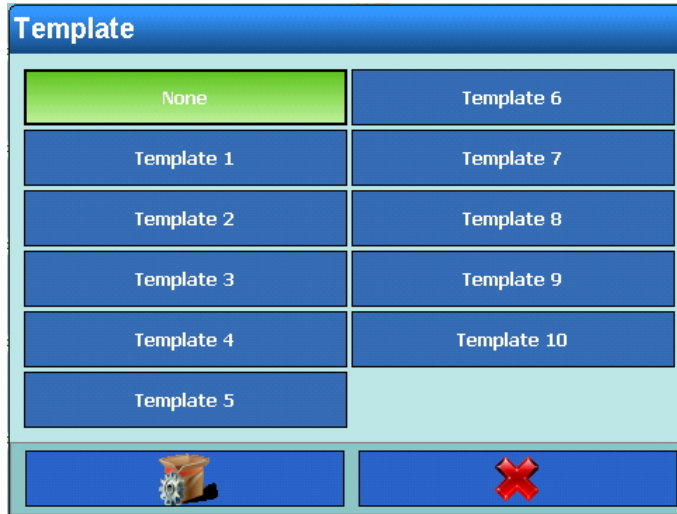 Template
None
Template 1
Template 2
Template 3
Template 4
Template 5
Template 6
Template 7
Template 8
Template 9
Template 10